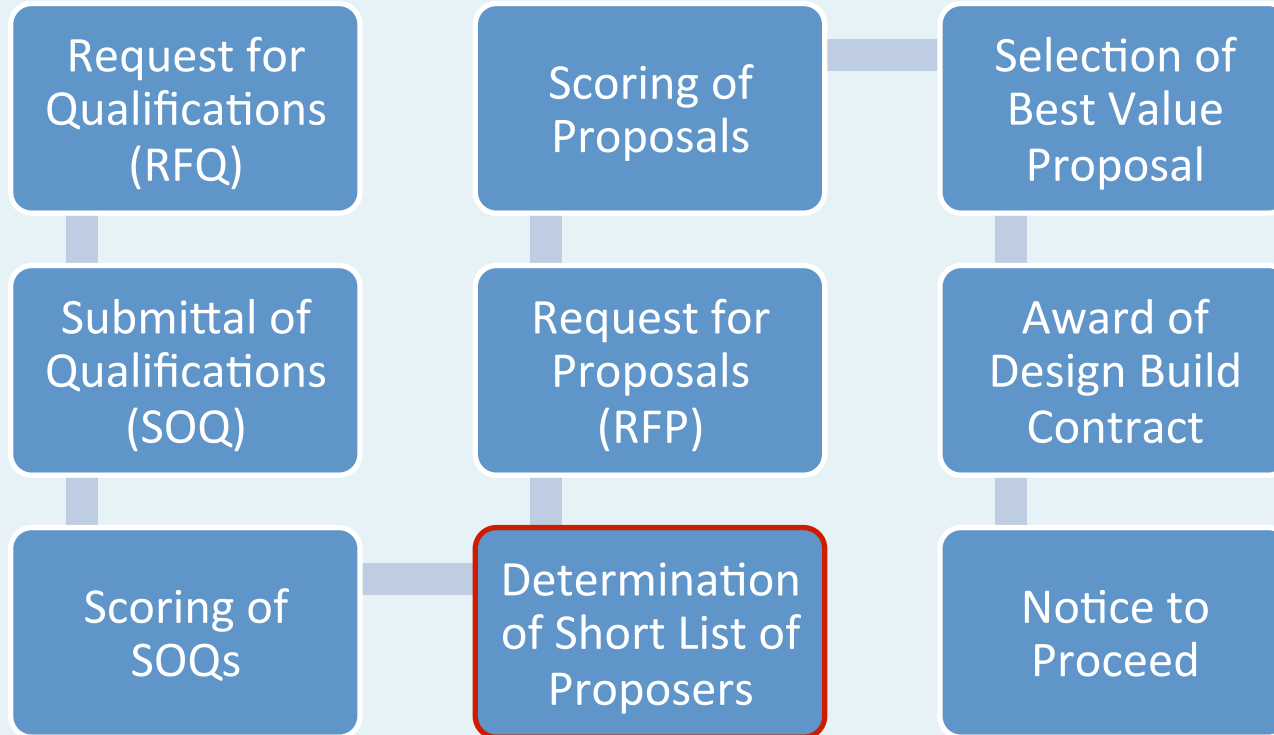 Request for
Qualifications
(RFQ)
Submittal of
Qualifications
(SOQ)
Scoring of
SOQs
Determination
of Short List of
Proposers
Request for
Proposals
(RFP)
Scoring of
Proposals
Selection of
Best Value
Proposal
Award of
Design Build
Contract
Notice to
Proceed